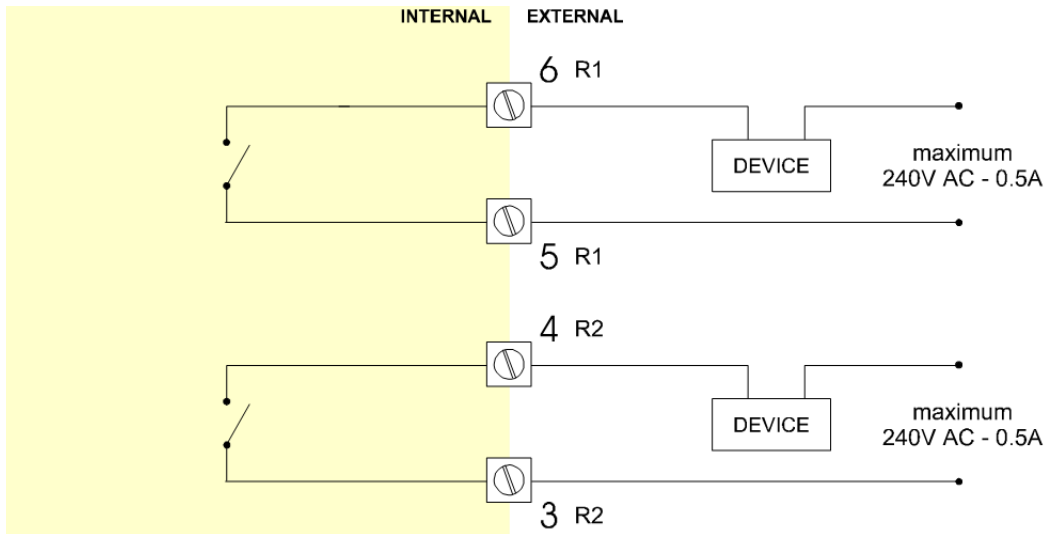 INTERNAL EXTERNAL
6 R1
DEVICE
maximum
240V AC - 0.5A
5 R1
4 R2
DEVICE
maximum
240V AC - 0.5A
3 R2